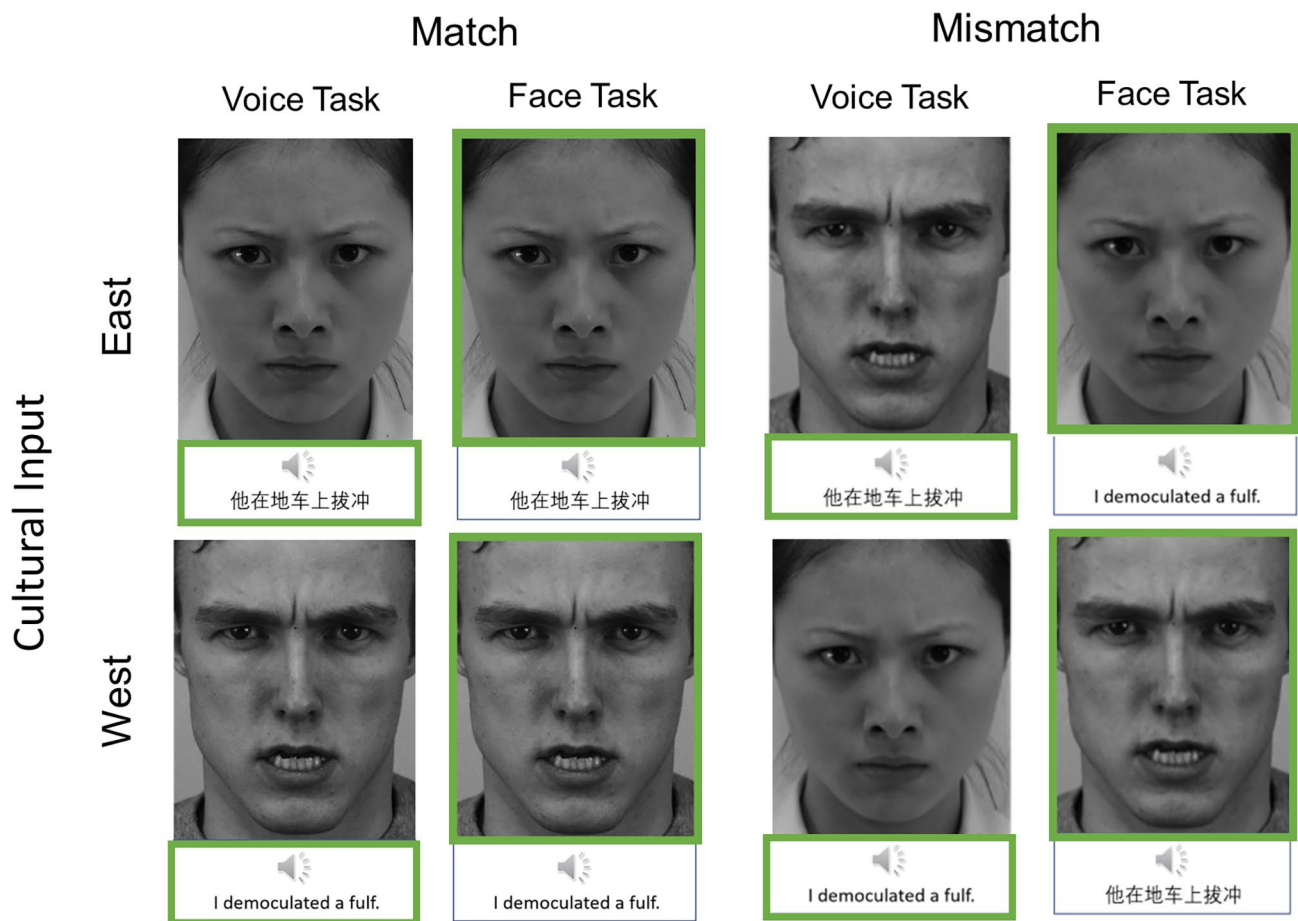 Match
Mismatch
Voice Task
Face Task
Voice Task
Face Task
Cultural Input
East
他在地车上拔冲
他在地车上拔冲
他在地车上拔冲
I democulated a fulf.
West
I democulated a fulf.
I democulated a fulf.
I democulated a fulf.
他在地车上拔冲